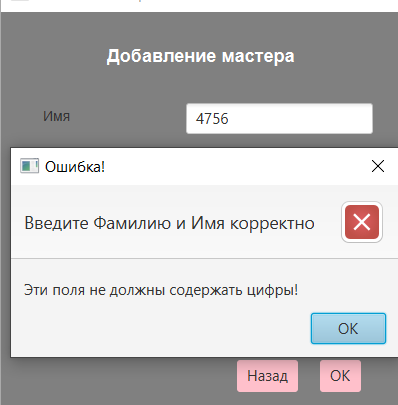 Добавление мастера
Имя
4756
Ошибка!
Введите Фамилию и Имя корректно
Эти поля не должны содержать цифры!
OK
Назад
OK